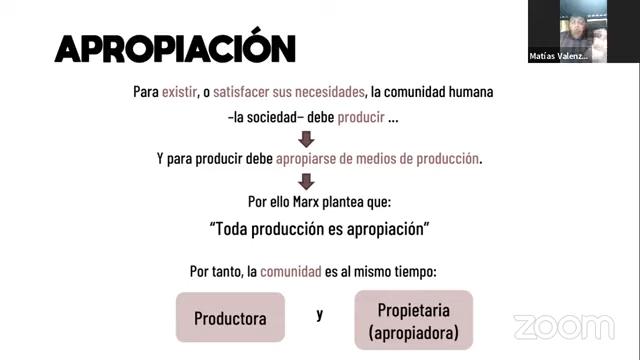 APROPIACIÓN
Matías Valenz...
Para existir, o satisfacer sus necesidades, la comunidad humana
–la sociedad– debe producir ...
Y para producir debe apropiarse de medios de producción.
Por ello Marx plantea que:
“Toda producción es apropiación”
Por tanto, la comunidad es al mismo tiempo:
Productora
y
Propietaria
(apropiadora)
zoom